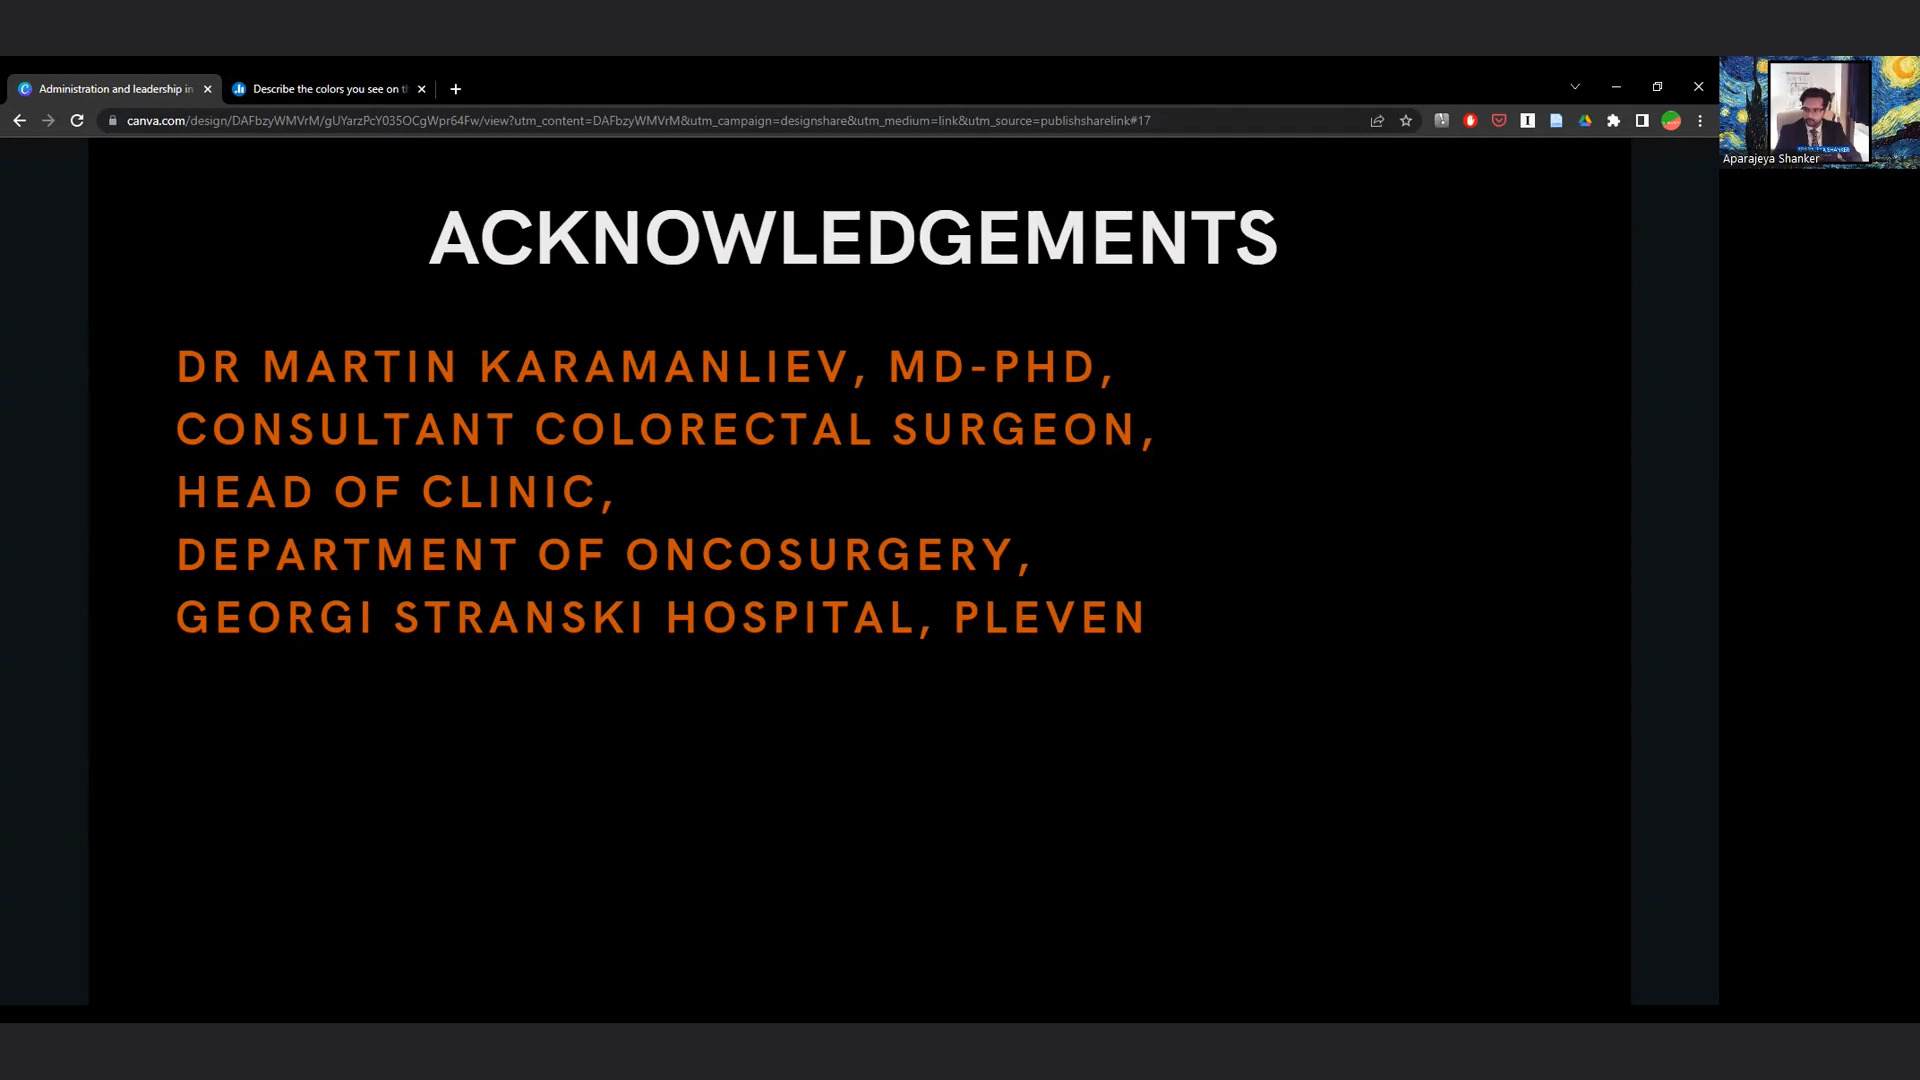 Administration and leadership in
Describe the colors you see on t
canva.com/design/DAFbzyWMVrM/gUYarzPcY035OCgWpr64Fw/view?utm_content=DAFbzyWMVrM&utm_campaign=designshare&utm_medium=link&utm_source=publishsharelink#17
Aparajeya Shanker
ACKNOWLEDGEMENTS
DR MARTIN KARAMANLIEV, MD-PHD,
CONSULTANT COLORECTAL SURGEON,
HEAD OF CLINIC,
DEPARTMENT OF ONCOSURGERY,
GEORGI STRANSKI HOSPITAL, PLEVEN